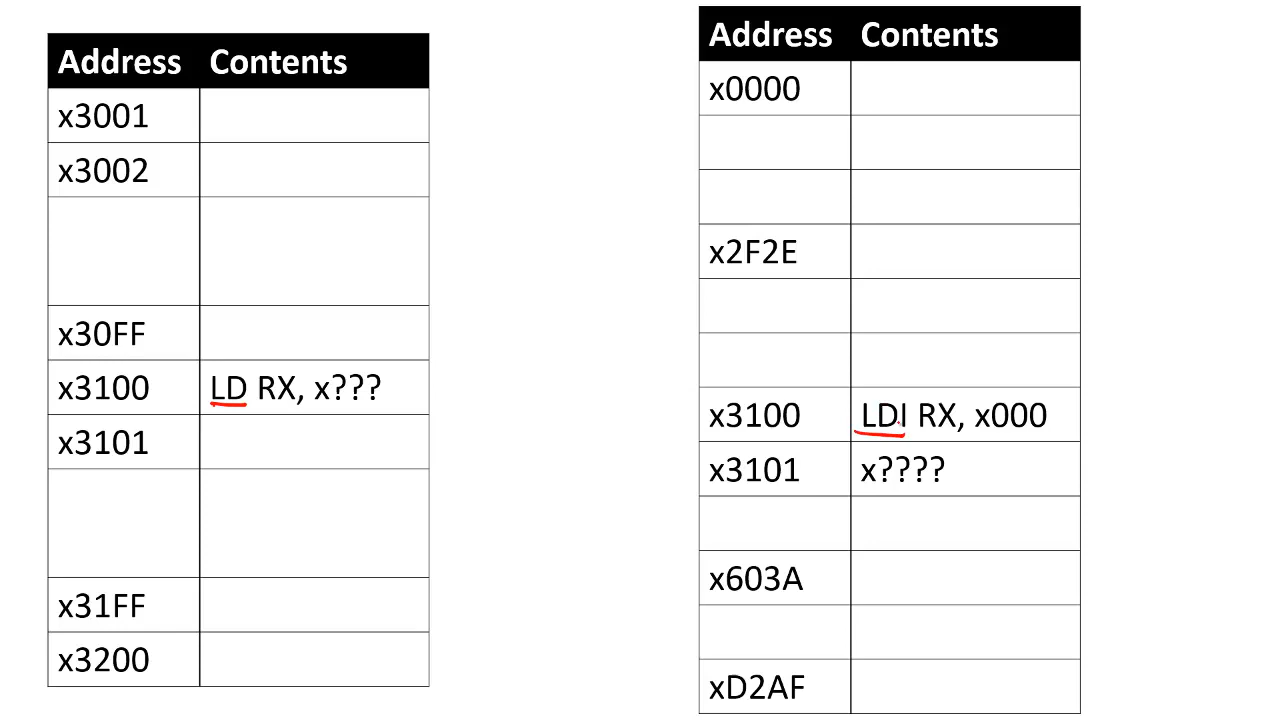 Address Contents
x3001
x3002
x30FF
x3100 LD RX, x???
x3101
x31FF
x3200
Address Contents
x0000
x2F2E
x3100 LDI RX, x000
x3101 x????
x603A
xD2AF